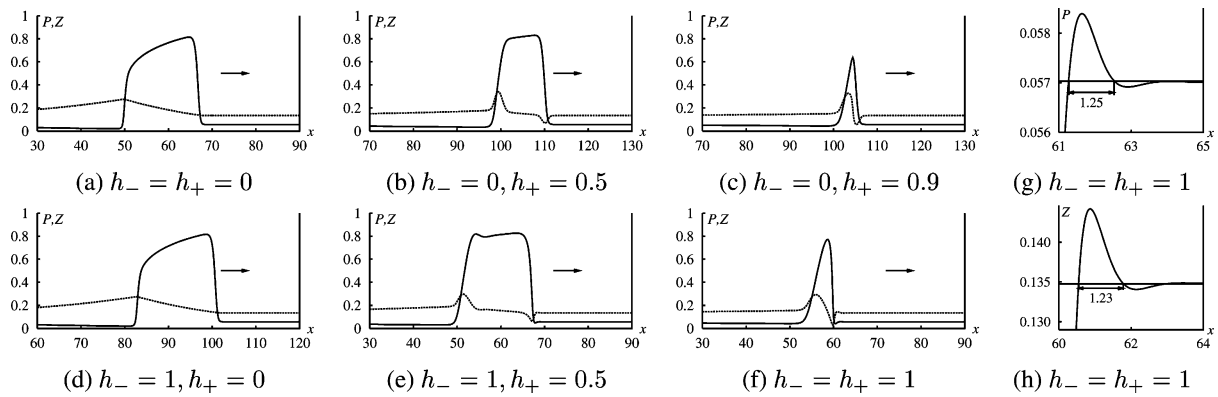 1
P,Z
0.8
0.6
0.4
0.2
0
30 40 50 60 70 80 90
x
(a) h₋ = h₊ = 0
1
P,Z
0.8
0.6
0.4
0.2
0
70 80 90 100 110 120 130
x
(b) h₋ = 0, h₊ = 0.5
1
P,Z
0.8
0.6
0.4
0.2
0
70 80 90 100 110 120 130
x
(c) h₋ = 0, h₊ = 0.9
P
0.058
0.057
0.056
1.25
61 63 65
x
(g) h₋ = h₊ = 1
1
P,Z
0.8
0.6
0.4
0.2
0
60 70 80 90 100 110 120
x
(d) h₋ = 1, h₊ = 0
1
P,Z
0.8
0.6
0.4
0.2
0
30 40 50 60 70 80 90
x
(e) h₋ = 1, h₊ = 0.5
1
P,Z
0.8
0.6
0.4
0.2
0
30 40 50 60 70 80 90
x
(f) h₋ = h₊ = 1
Z
0.140
0.135
0.130
1.23
60 62 64
x
(h) h₋ = h₊ = 1